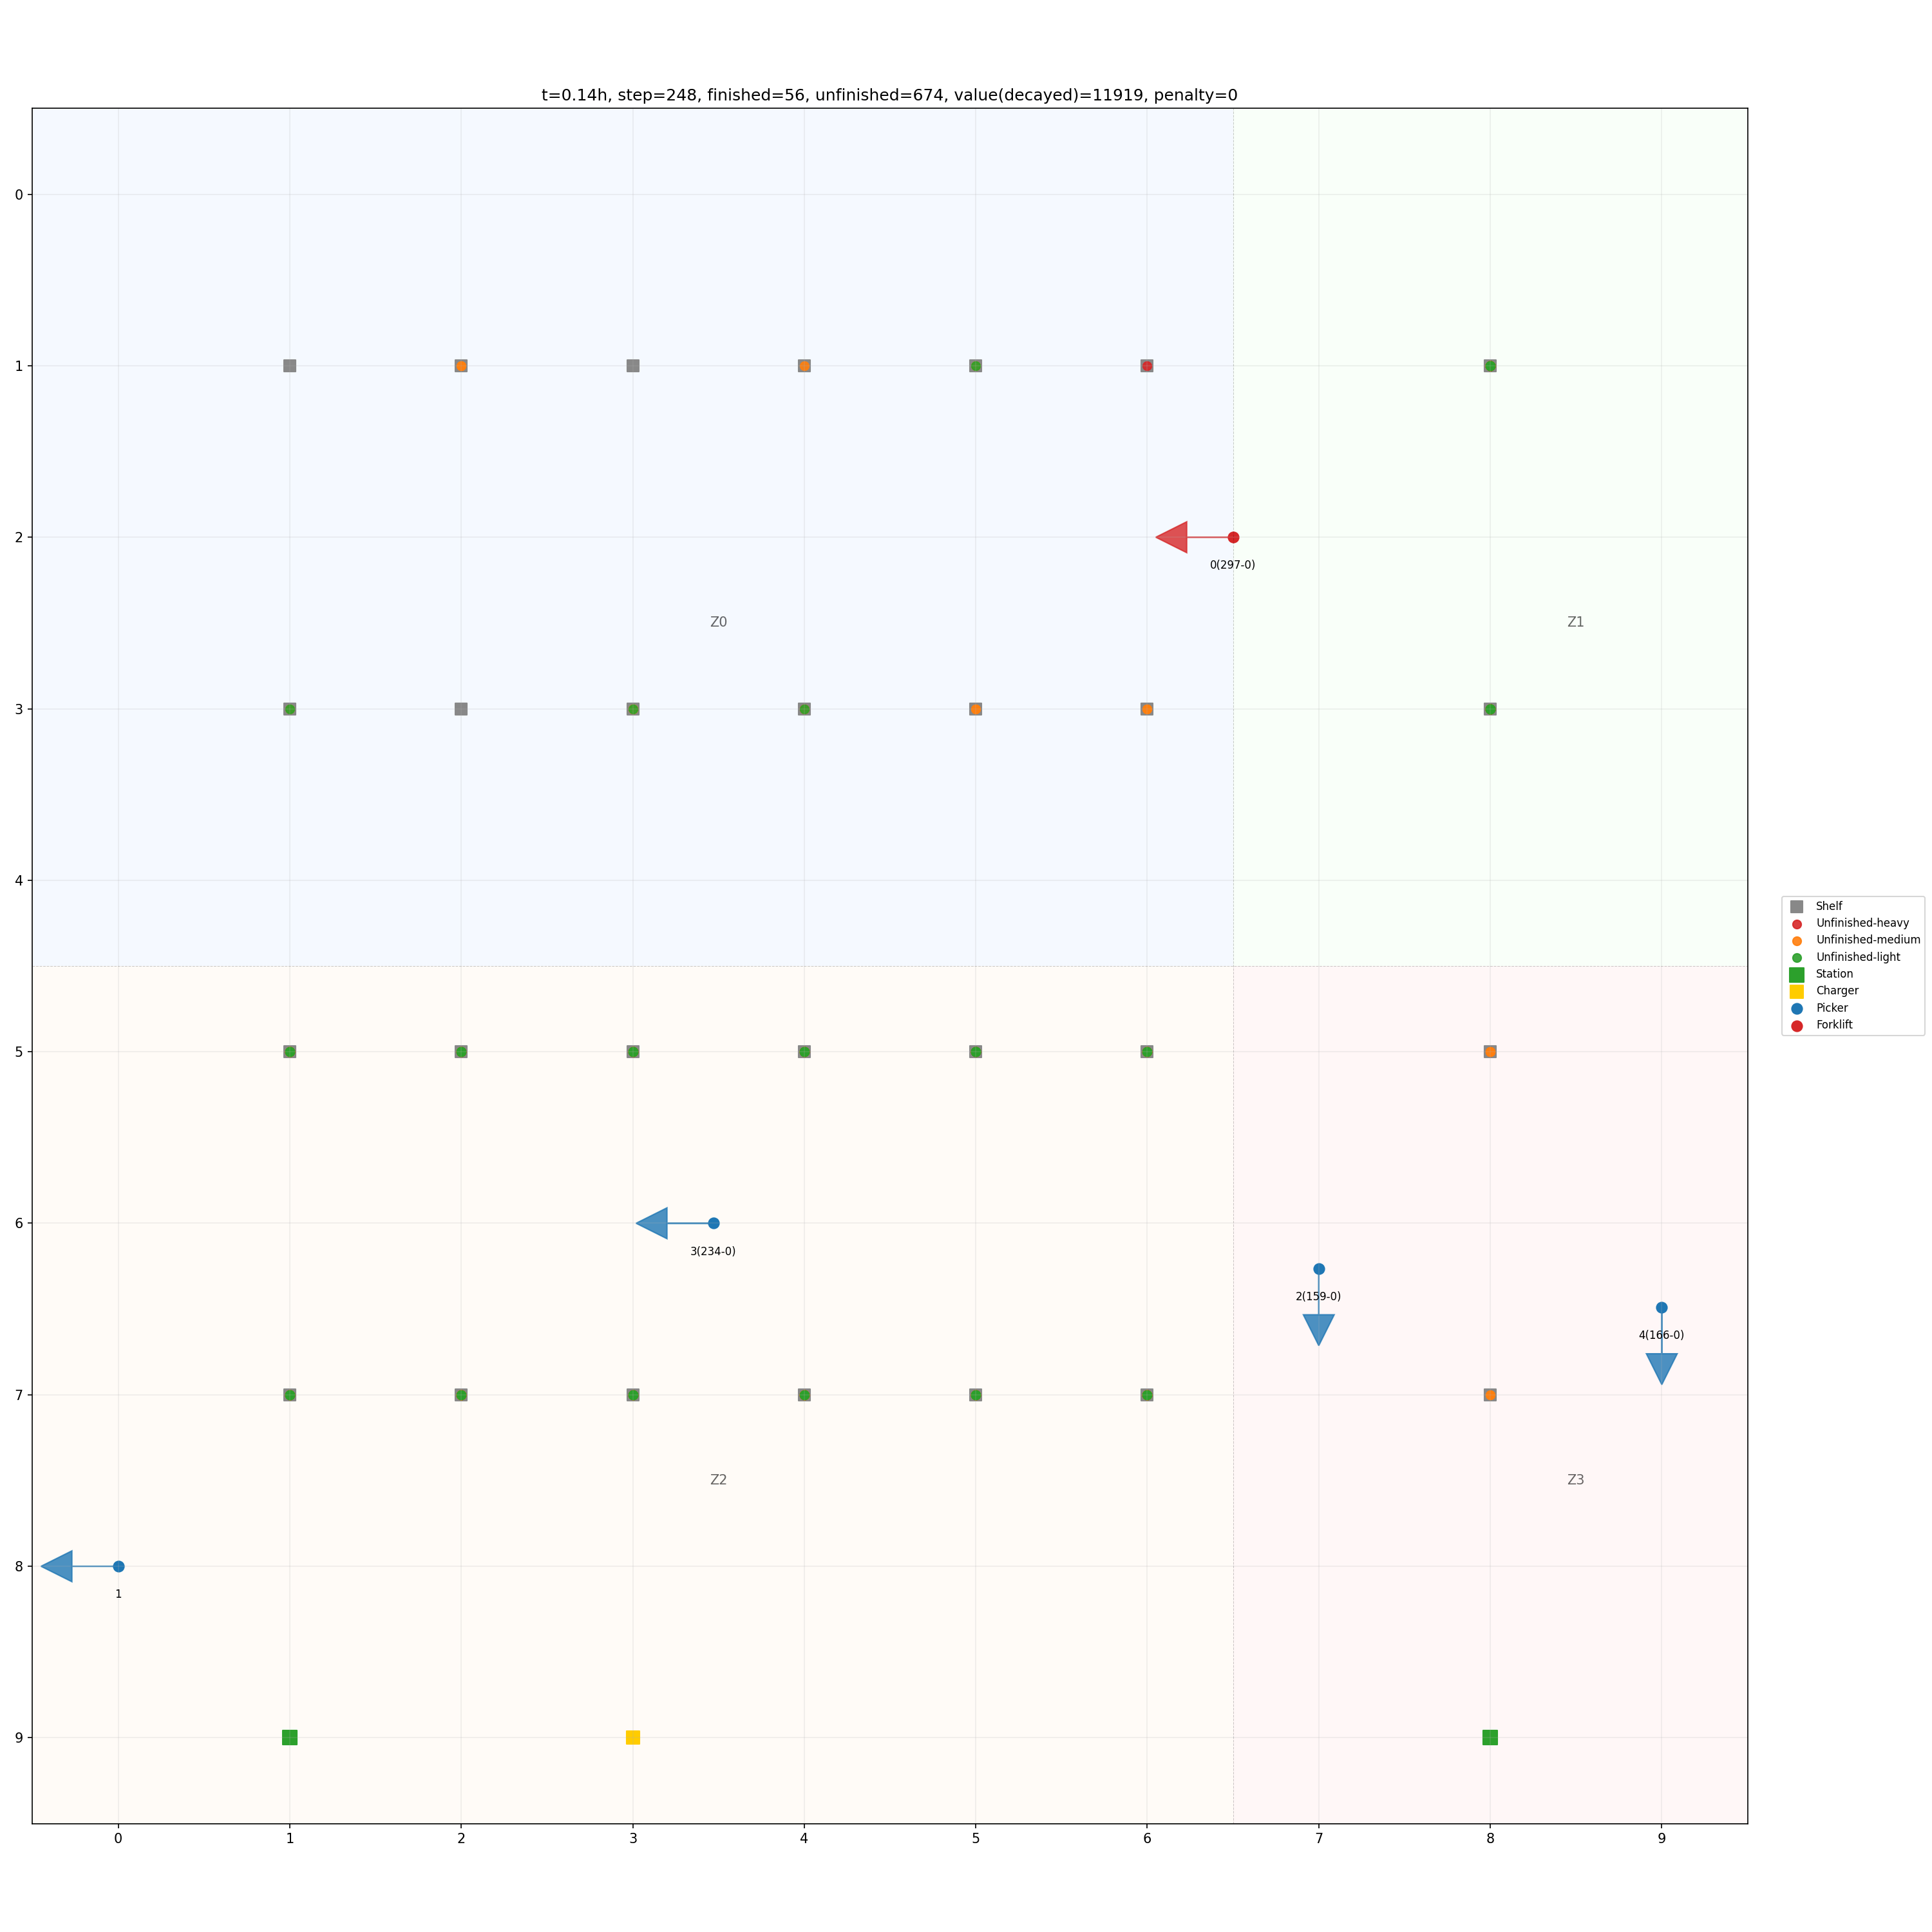 t=0.14h, step=248, finished=56, unfinished=674, value(decayed)=11919, penalty=0
0
1
2
0(297-0)
Z0
Z1
3
4
Shelf
Unfinished-heavy
Unfinished-medium
Unfinished-light
Station
Charger
Picker
Forklift
5
6
3(234-0)
2(159-0)
4(166-0)
7
Z2
Z3
8
1
9
0 1 2 3 4 5 6 7 8 9